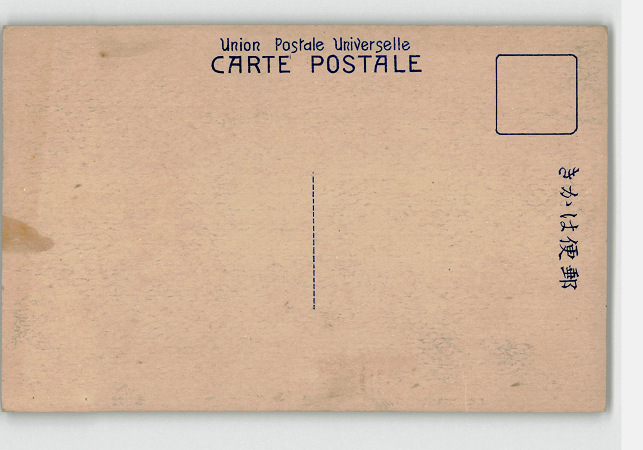 Union Postale Universelle
CARTE POSTALE
郵便はかき